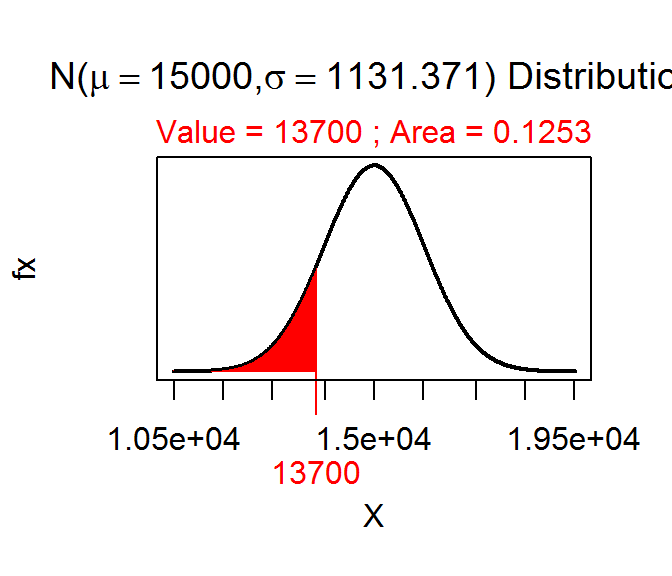 N(μ = 15000,σ = 1131.371) Distributio
Value = 13700 ; Area = 0.1253
fx
1.05e+04 1.5e+04 1.95e+04
13700
X